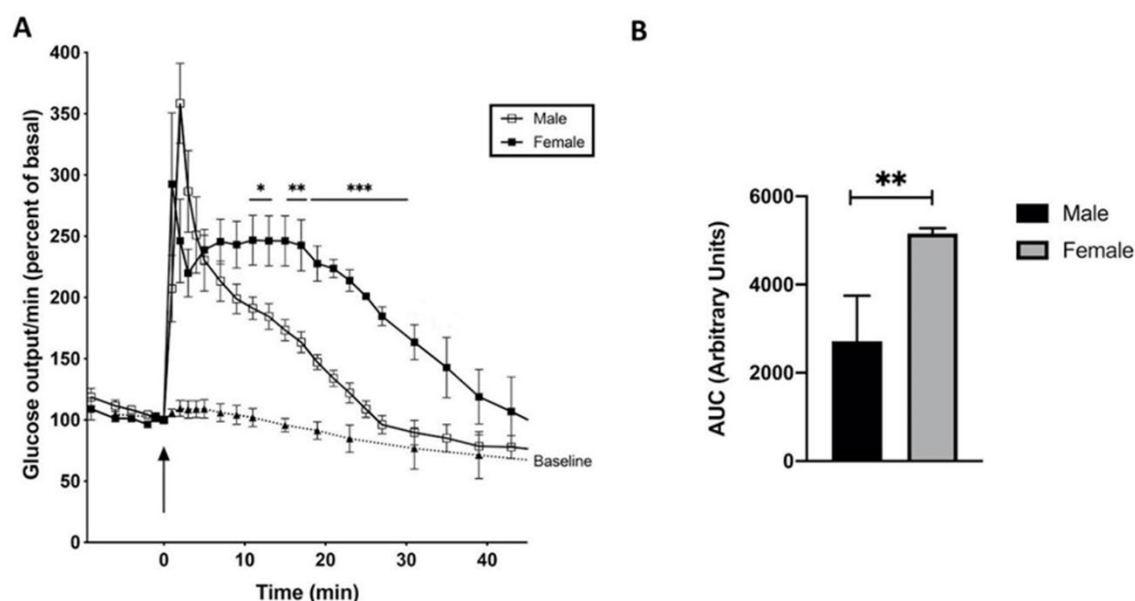 A
Glucose output/min (percent of basal)
400
350
300
250
200
150
100
50
0
Male
Female
*
**
***
Baseline
0
10
20
30
40
Time (min)
B
AUC (Arbitrary Units)
6000
4000
2000
0
**
Male
Female